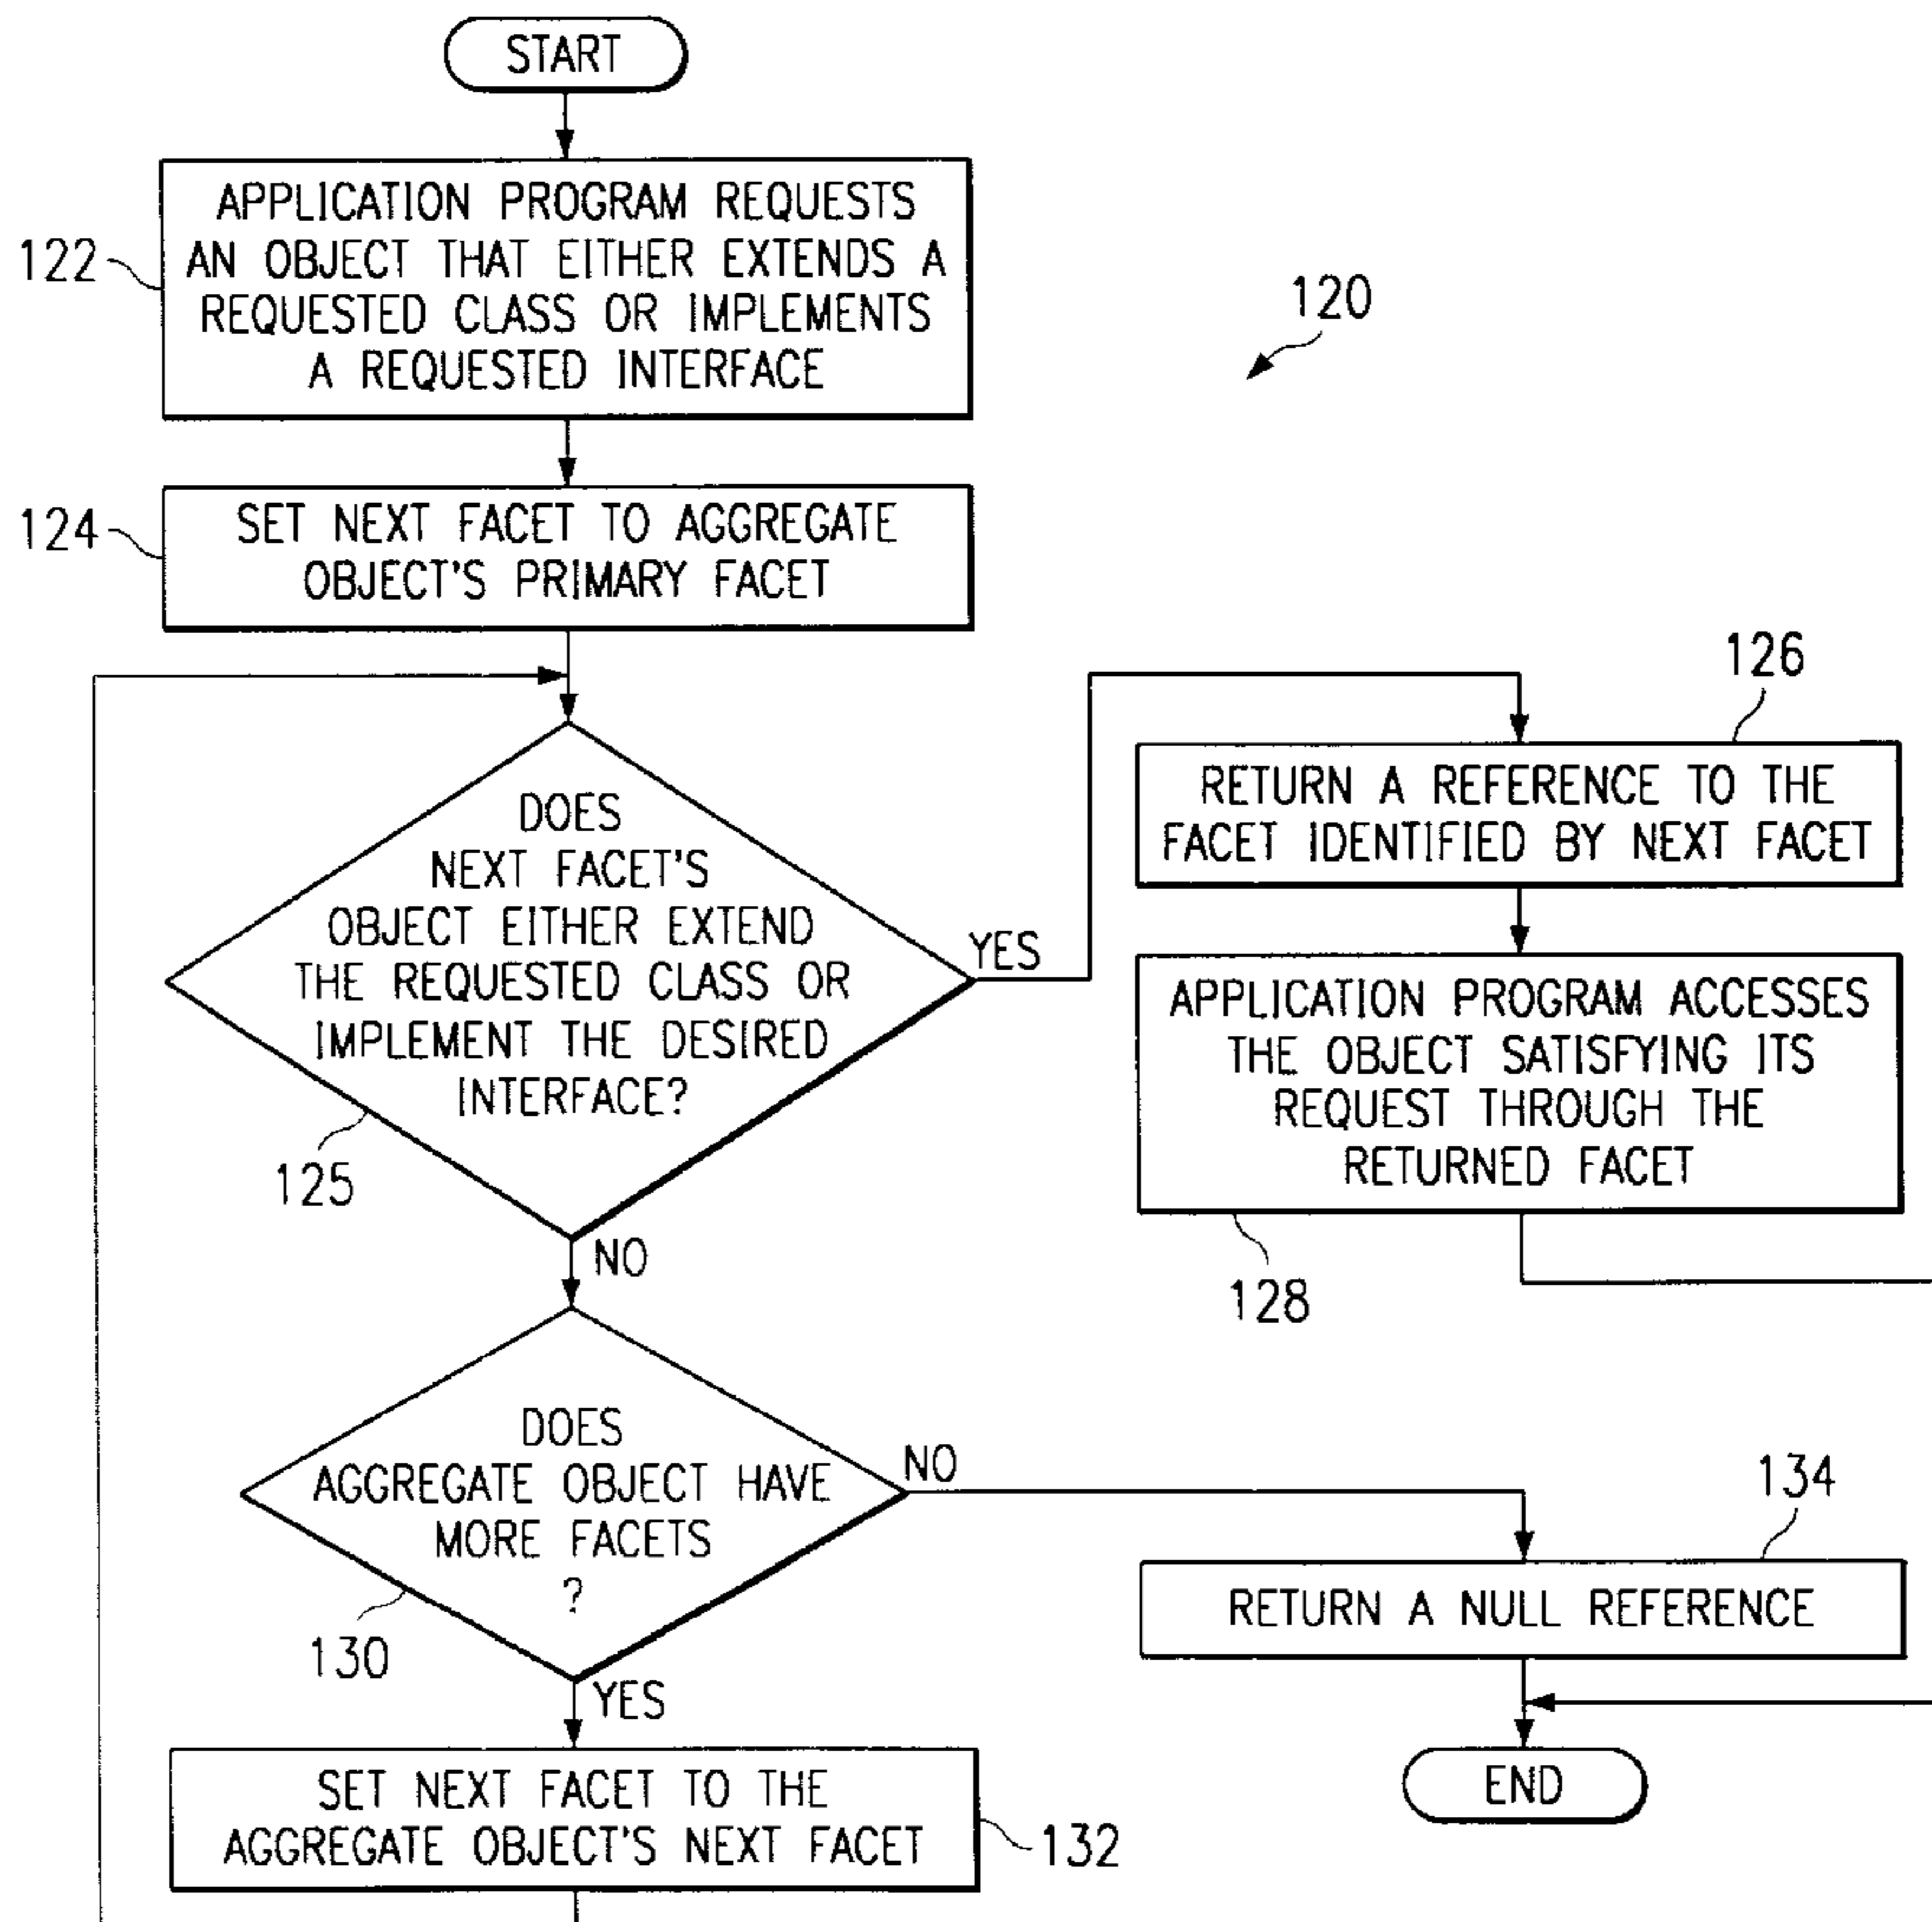 START
APPLICATION PROGRAM REQUESTS
AN OBJECT THAT EITHER EXTENDS A
REQUESTED CLASS OR IMPLEMENTS
A REQUESTED INTERFACE
122
120
SET NEXT FACET TO AGGREGATE
OBJECT'S PRIMARY FACET
124
DOES
NEXT FACET'S
OBJECT EITHER EXTEND
THE REQUESTED CLASS OR
IMPLEMENT THE DESIRED
INTERFACE?
YES
125
NO
126
RETURN A REFERENCE TO THE
FACET IDENTIFIED BY NEXT FACET
APPLICATION PROGRAM ACCESSES
THE OBJECT SATISFYING ITS
REQUEST THROUGH THE
RETURNED FACET
128
DOES
AGGREGATE OBJECT HAVE
MORE FACETS
?
NO
130
YES
134
RETURN A NULL REFERENCE
SET NEXT FACET TO THE
AGGREGATE OBJECT'S NEXT FACET
132
END